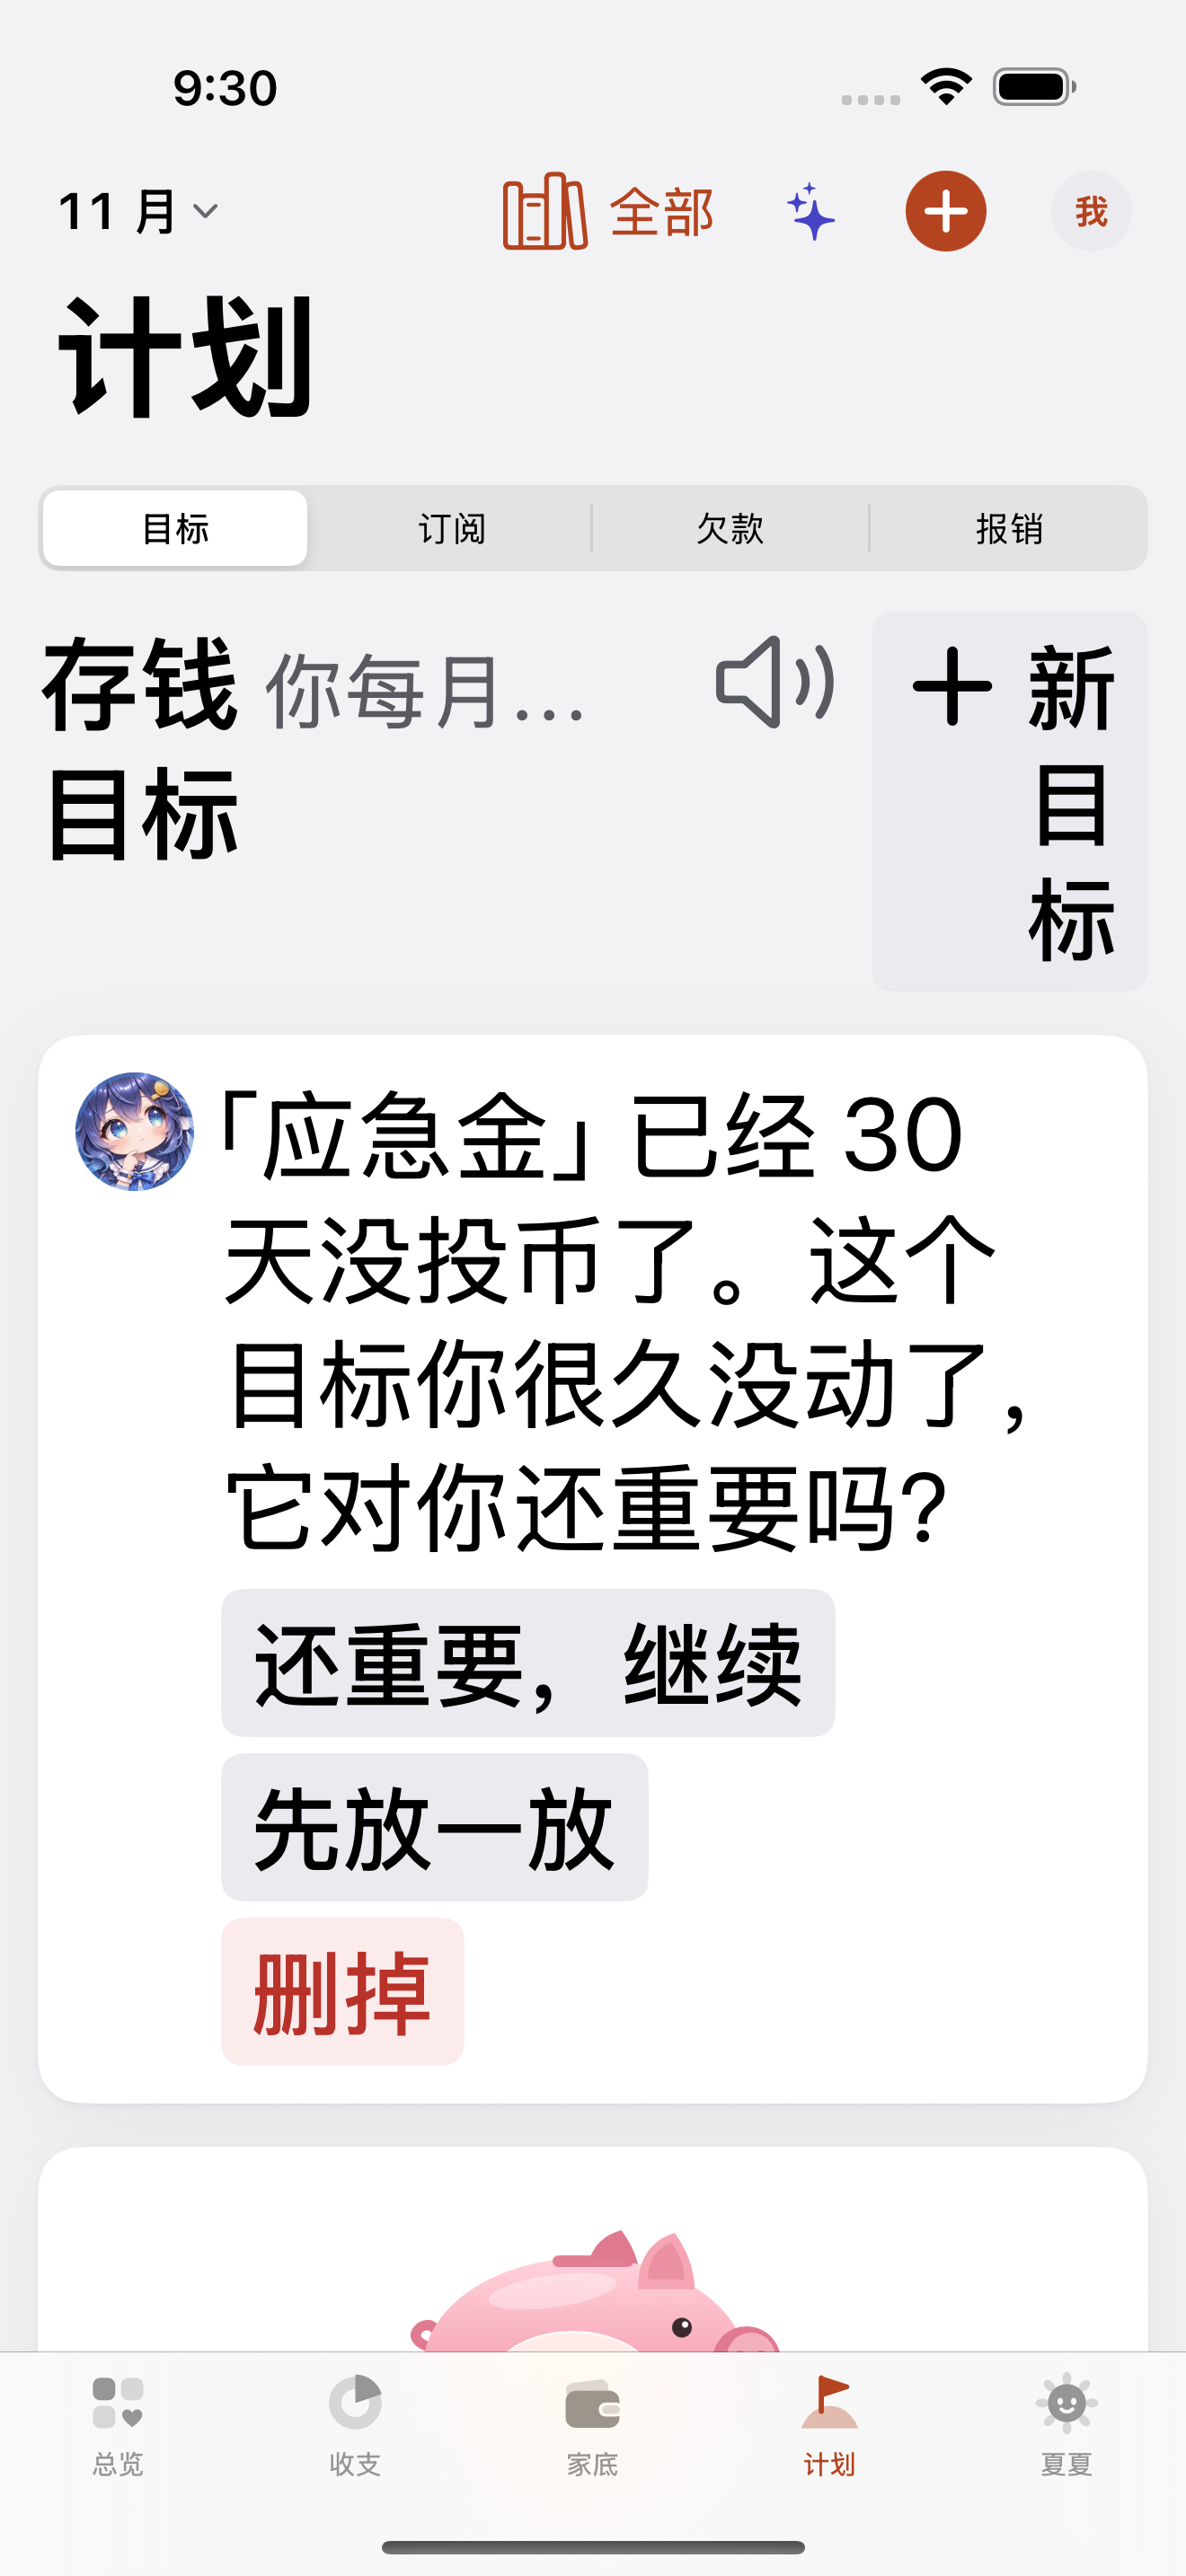 9:30
11 月
全部
我
计划
目标
订阅
欠款
报销
存钱
目标
你每月…
新
目
标
「应急金」已经 30
天没投币了。这个
目标你很久没动了，
它对你还重要吗?
还重要，继续
先放一放
删掉
总览
收支
家底
计划
夏夏